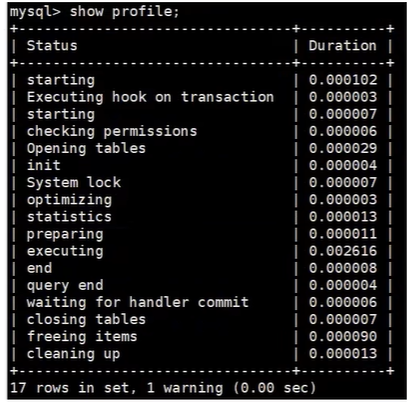 mysql> show profile;
+--------------------------------+----------+
| Status                         | Duration |
+--------------------------------+----------+
| starting                       | 0.000102 |
| Executing hook on transaction  | 0.000003 |
| starting                       | 0.000007 |
| checking permissions           | 0.000006 |
| Opening tables                 | 0.000029 |
| init                           | 0.000004 |
| System lock                    | 0.000007 |
| optimizing                     | 0.000003 |
| statistics                     | 0.000013 |
| preparing                      | 0.000011 |
| executing                      | 0.002616 |
| end                            | 0.000008 |
| query end                      | 0.000004 |
| waiting for handler commit     | 0.000006 |
| closing tables                 | 0.000007 |
| freeing items                  | 0.000090 |
| cleaning up                    | 0.000013 |
+--------------------------------+----------+
17 rows in set, 1 warning (0.00 sec)